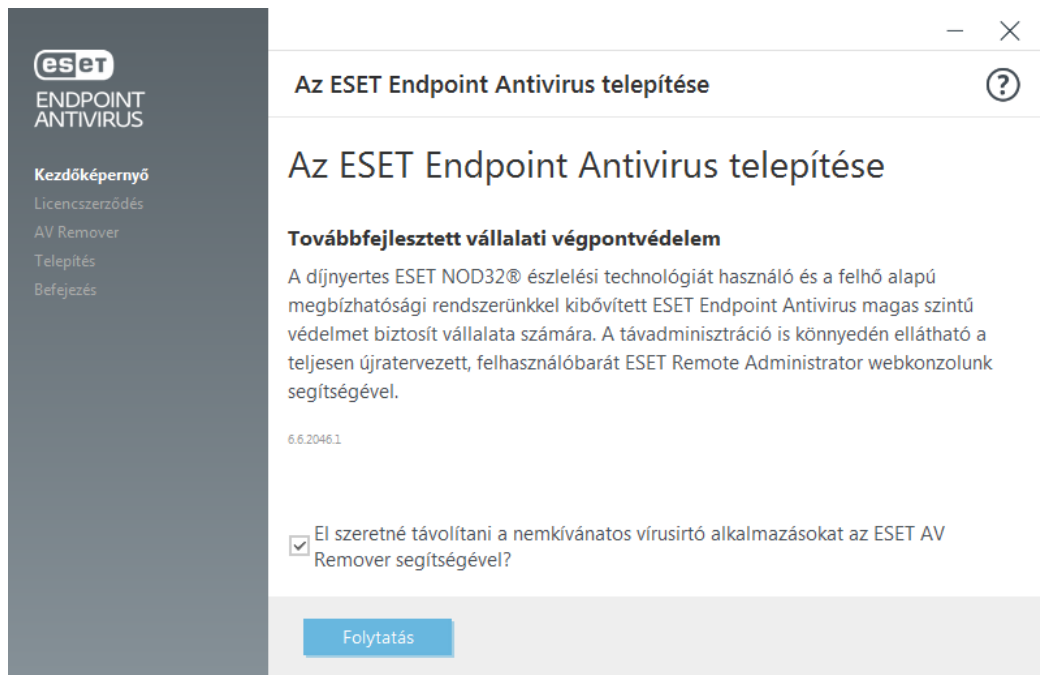 eset
ENDPOINT
ANTIVIRUS
Kezdőképernyő
Licencszerződés
AV Remover
Telepítés
Befejezés
Az ESET Endpoint Antivirus telepítése
Az ESET Endpoint Antivirus telepítése
Továbbfejlesztett vállalati végpontvédelem
A díjnyertes ESET NOD32® észlelési technológiát használó és a felhő alapú
megbízhatósági rendszerünkkel kibővített ESET Endpoint Antivirus magas szintű
védelmet biztosít vállalata számára. A távadminisztráció is könnyedén ellátható a
teljesen újratervezett, felhasználóbarát ESET Remote Administrator webkonzolunk
segítségével.
6.6.2046.1
El szeretné távolítani a nemkívánatos vírusirtó alkalmazásokat az ESET AV
Remover segítségével?
Folytatás